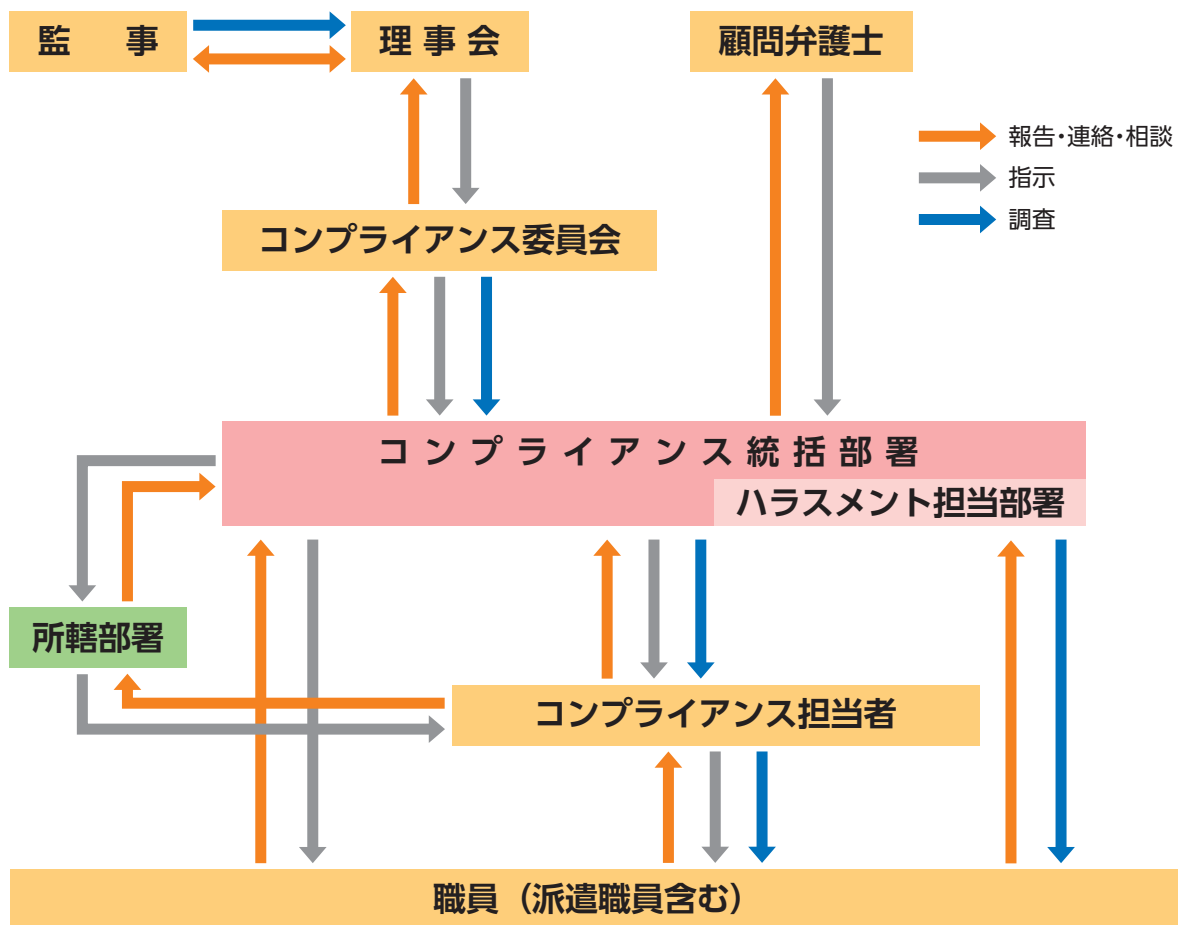 監　事
理事会
顧問弁護士
報告・連絡・相談
指示
調査
コンプライアンス委員会
コンプライアンス統括部署
ハラスメント担当部署
所轄部署
コンプライアンス担当者
職員（派遣職員含む）